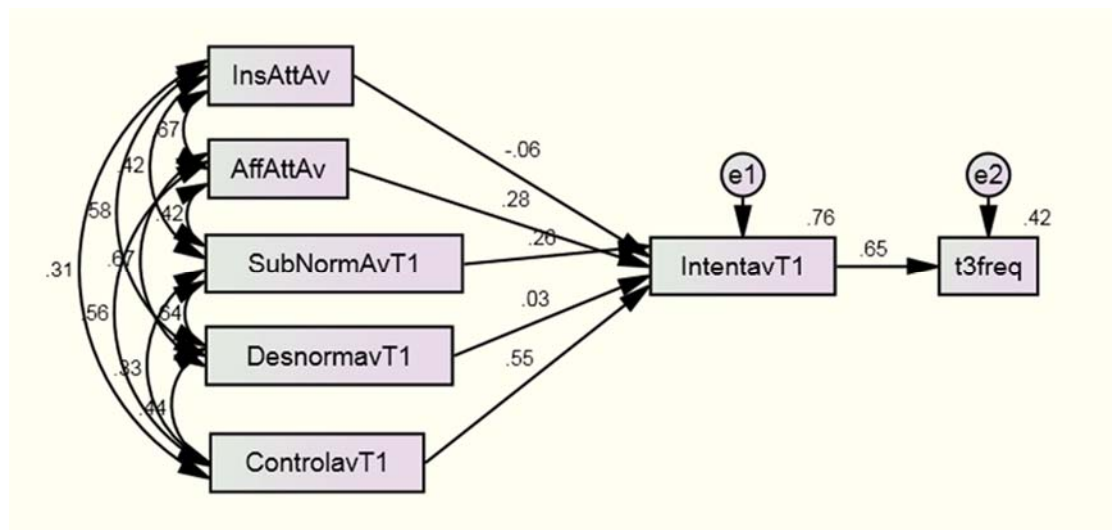 InsAttAv
.67
-.06
e1
e2
.42
AffAttAv
.28
.76
.42
.58
.42
.26
SubNormAvT1
IntentavT1
.65
t3freq
.31
.67
.03
.56
.54
DesnormavT1
.55
.33
.44
ControlavT1